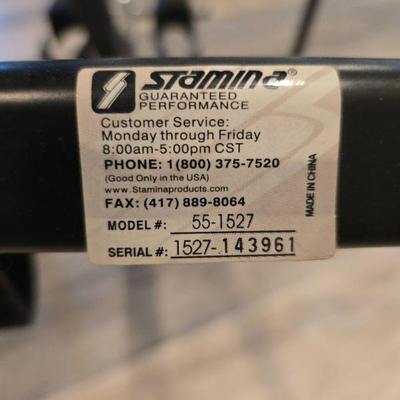 Stamina®
GUARANTEED
PERFORMANCE
Customer Service:
Monday through Friday
8:00am-5:00pm CST
PHONE: 1(800) 375-7520
(Good Only in the USA)
www.Staminaproducts.com
FAX: (417) 889-8064
MODEL #: 55-1527
SERIAL #: 1527-143961
MADE IN CHINA